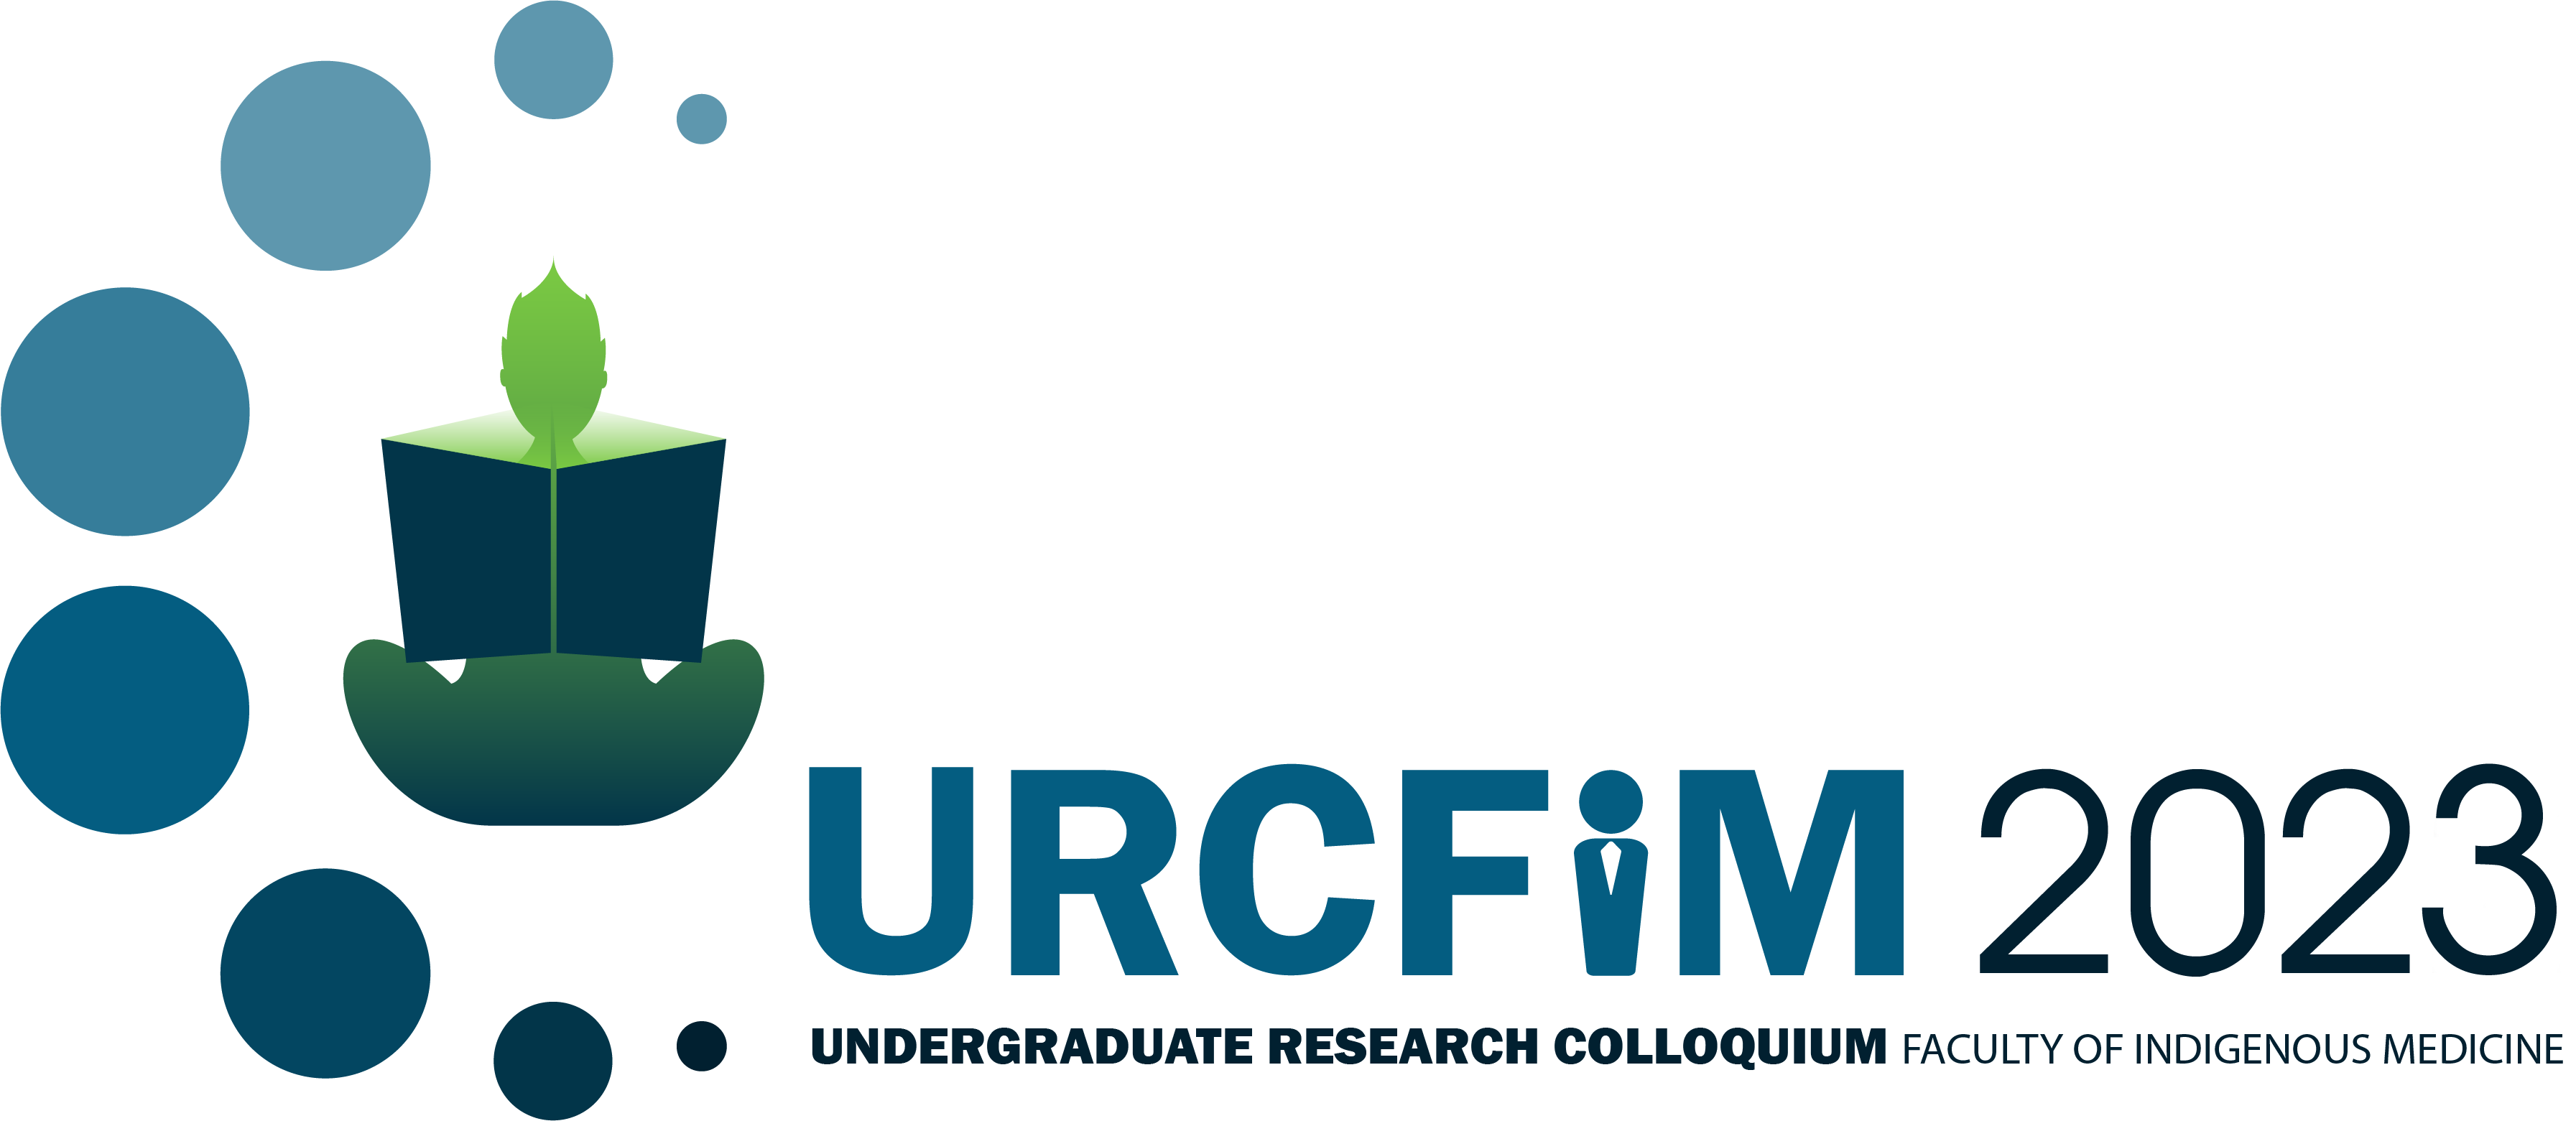 URCFiM 2023
UNDERGRADUATE RESEARCH COLLOQUIUM FACULTY OF INDIGENOUS MEDICINE